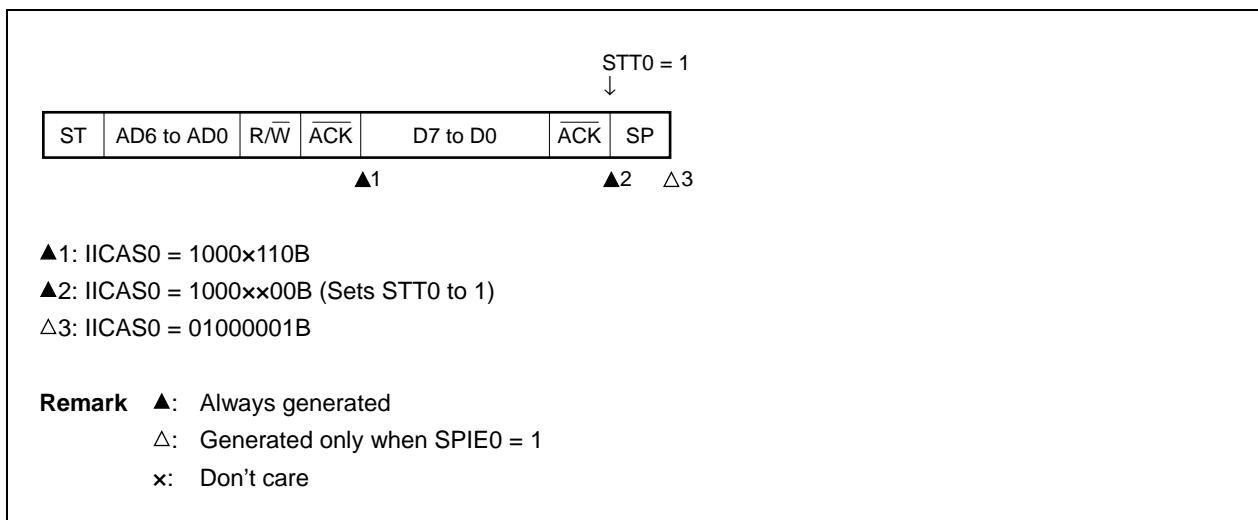 STT0 = 1
↓
ST AD6 to AD0 R/W̅ A̅C̅K̅ D7 to D0 A̅C̅K̅ SP
▲1 ▲2 △3
▲1: IICAS0 = 1000×110B
▲2: IICAS0 = 1000××00B (Sets STT0 to 1)
△3: IICAS0 = 01000001B
Remark ▲: Always generated
△: Generated only when SPIE0 = 1
×: Don't care